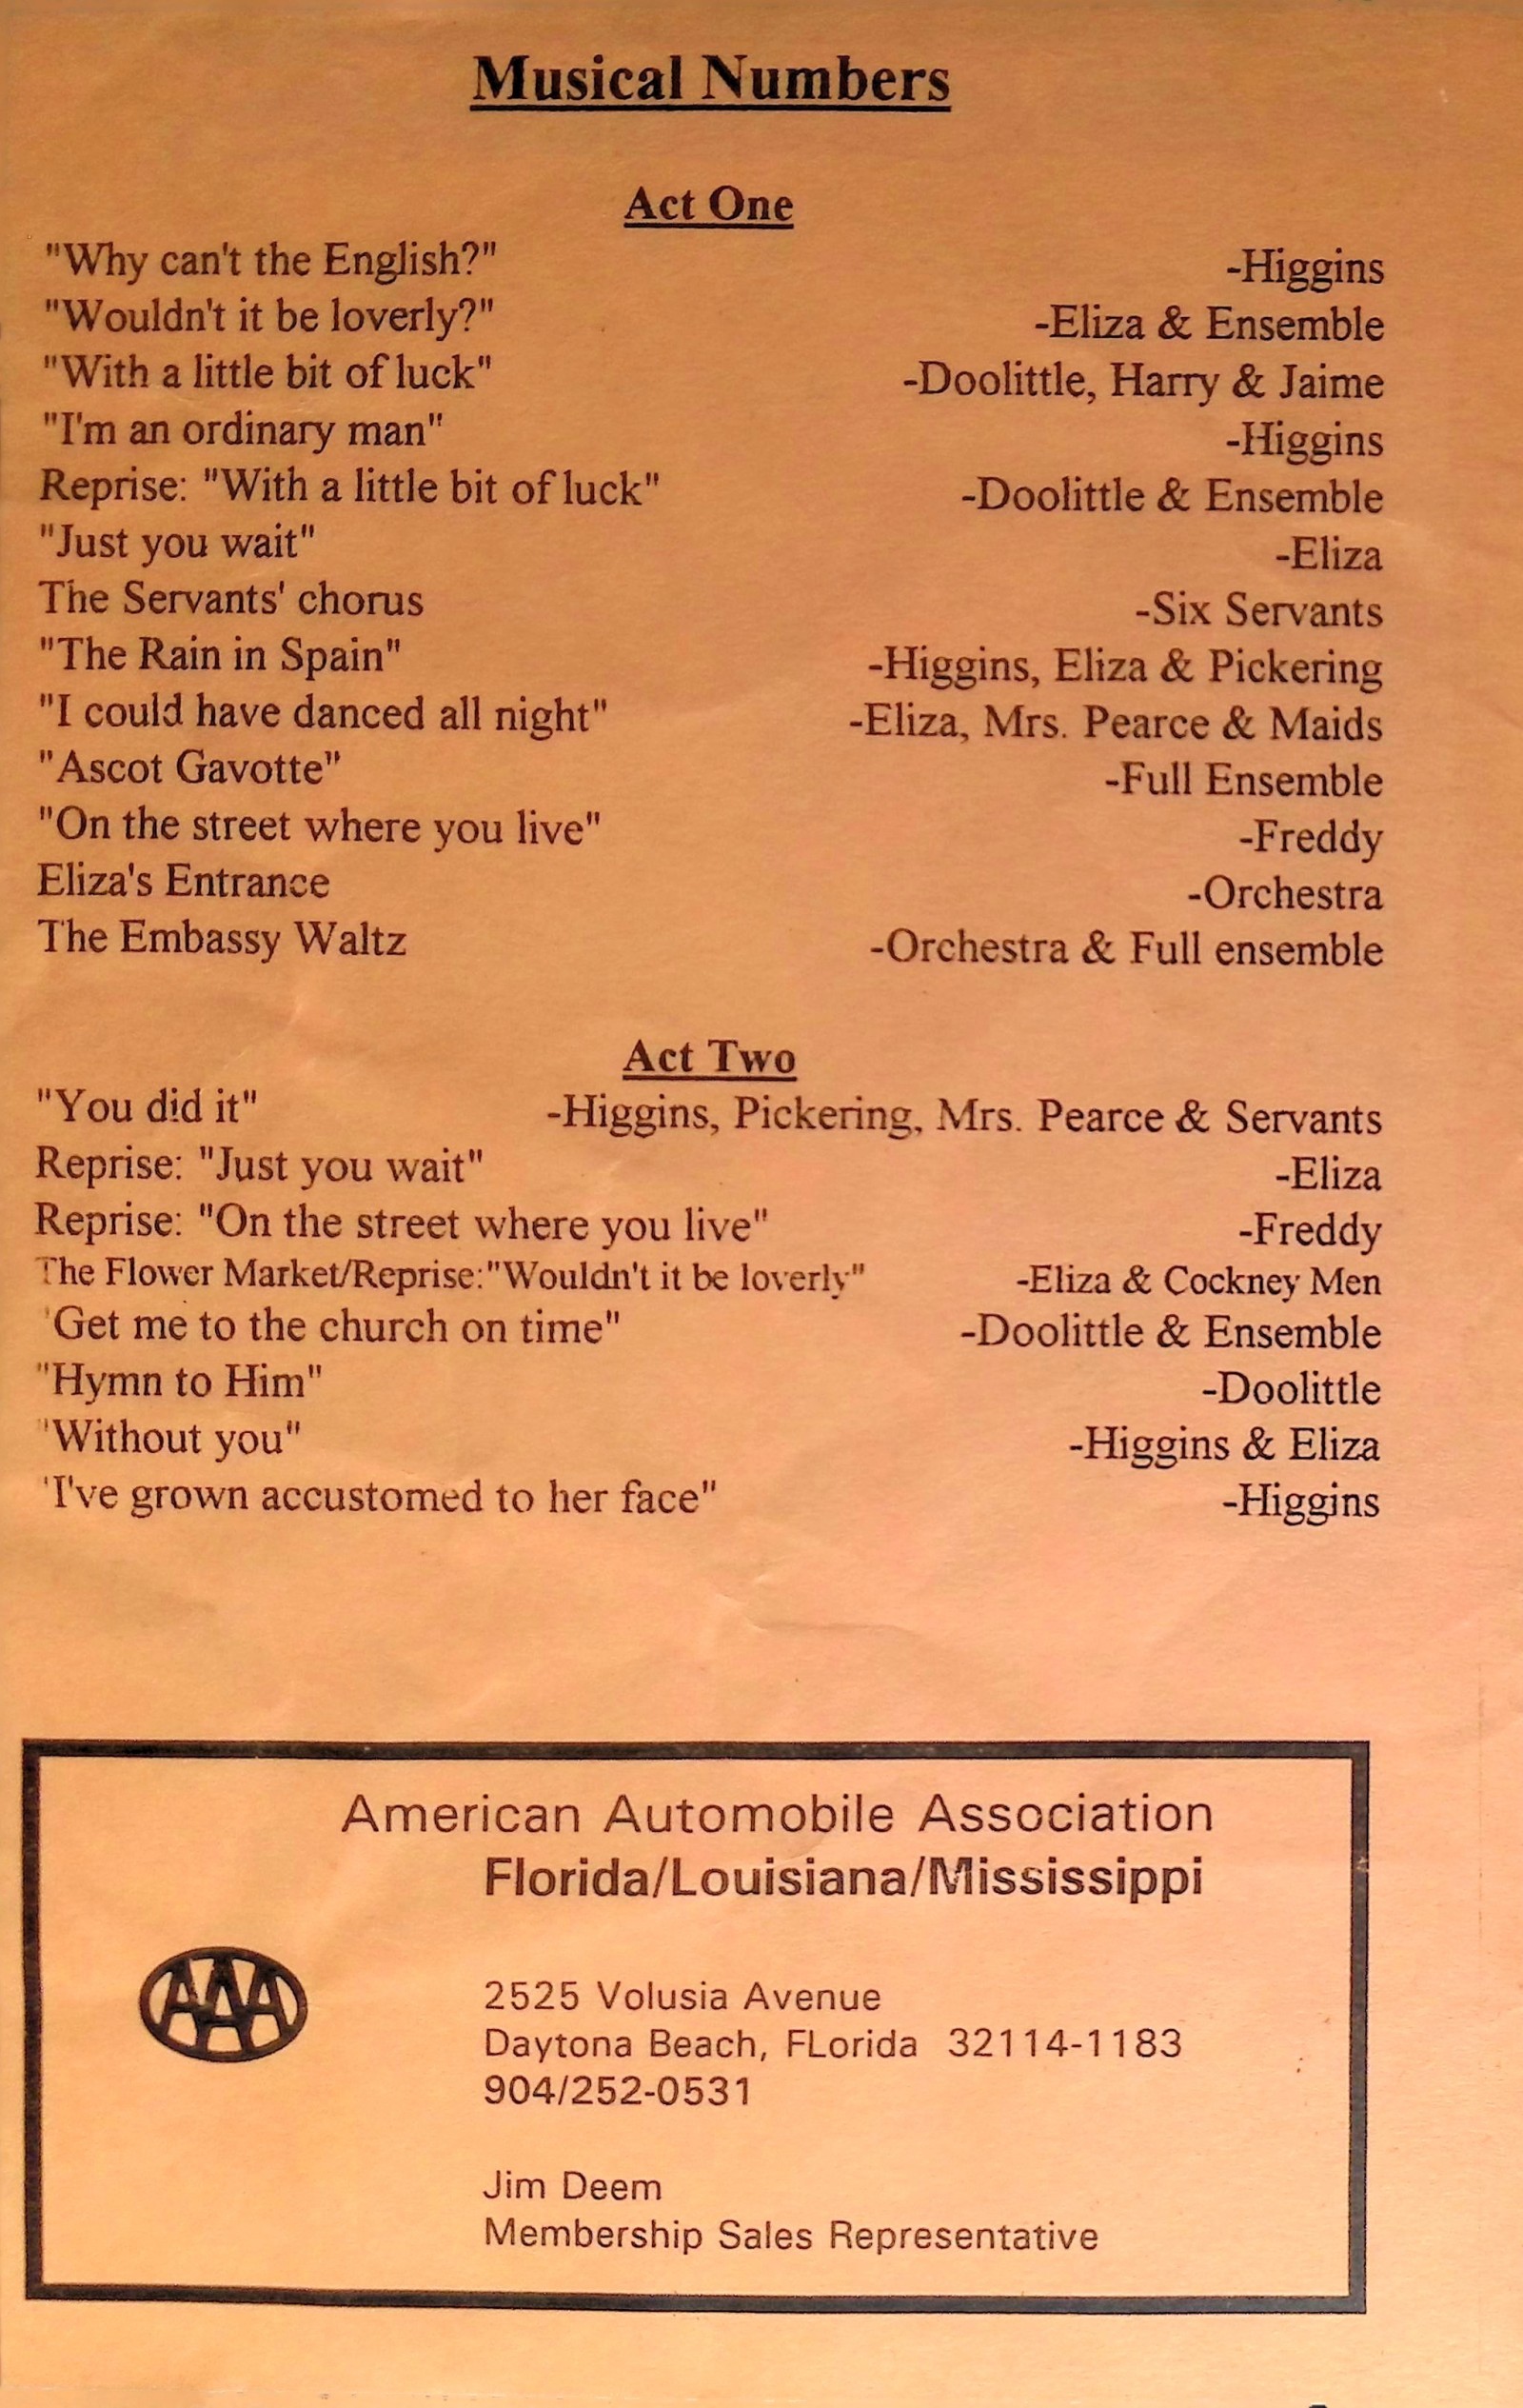 Musical Numbers
Act One
"Why can't the English?" -Higgins
"Wouldn't it be loverly?" -Eliza & Ensemble
"With a little bit of luck" -Doolittle, Harry & Jaime
"I'm an ordinary man" -Higgins
Reprise: "With a little bit of luck" -Doolittle & Ensemble
"Just you wait" -Eliza
The Servants' chorus -Six Servants
"The Rain in Spain" -Higgins, Eliza & Pickering
"I could have danced all night" -Eliza, Mrs. Pearce & Maids
"Ascot Gavotte" -Full Ensemble
"On the street where you live" -Freddy
Eliza's Entrance -Orchestra
The Embassy Waltz -Orchestra & Full ensemble
Act Two
"You did it" -Higgins, Pickering, Mrs. Pearce & Servants
Reprise: "Just you wait" -Eliza
Reprise: "On the street where you live" -Freddy
The Flower Market/Reprise:"Wouldn't it be loverly" -Eliza & Cockney Men
'Get me to the church on time" -Doolittle & Ensemble
"Hymn to Him" -Doolittle
"Without you" -Higgins & Eliza
'I've grown accustomed to her face" -Higgins
American Automobile Association
Florida/Louisiana/Mississippi
AAA
2525 Volusia Avenue
Daytona Beach, FLorida 32114-1183
904/252-0531
Jim Deem
Membership Sales Representative